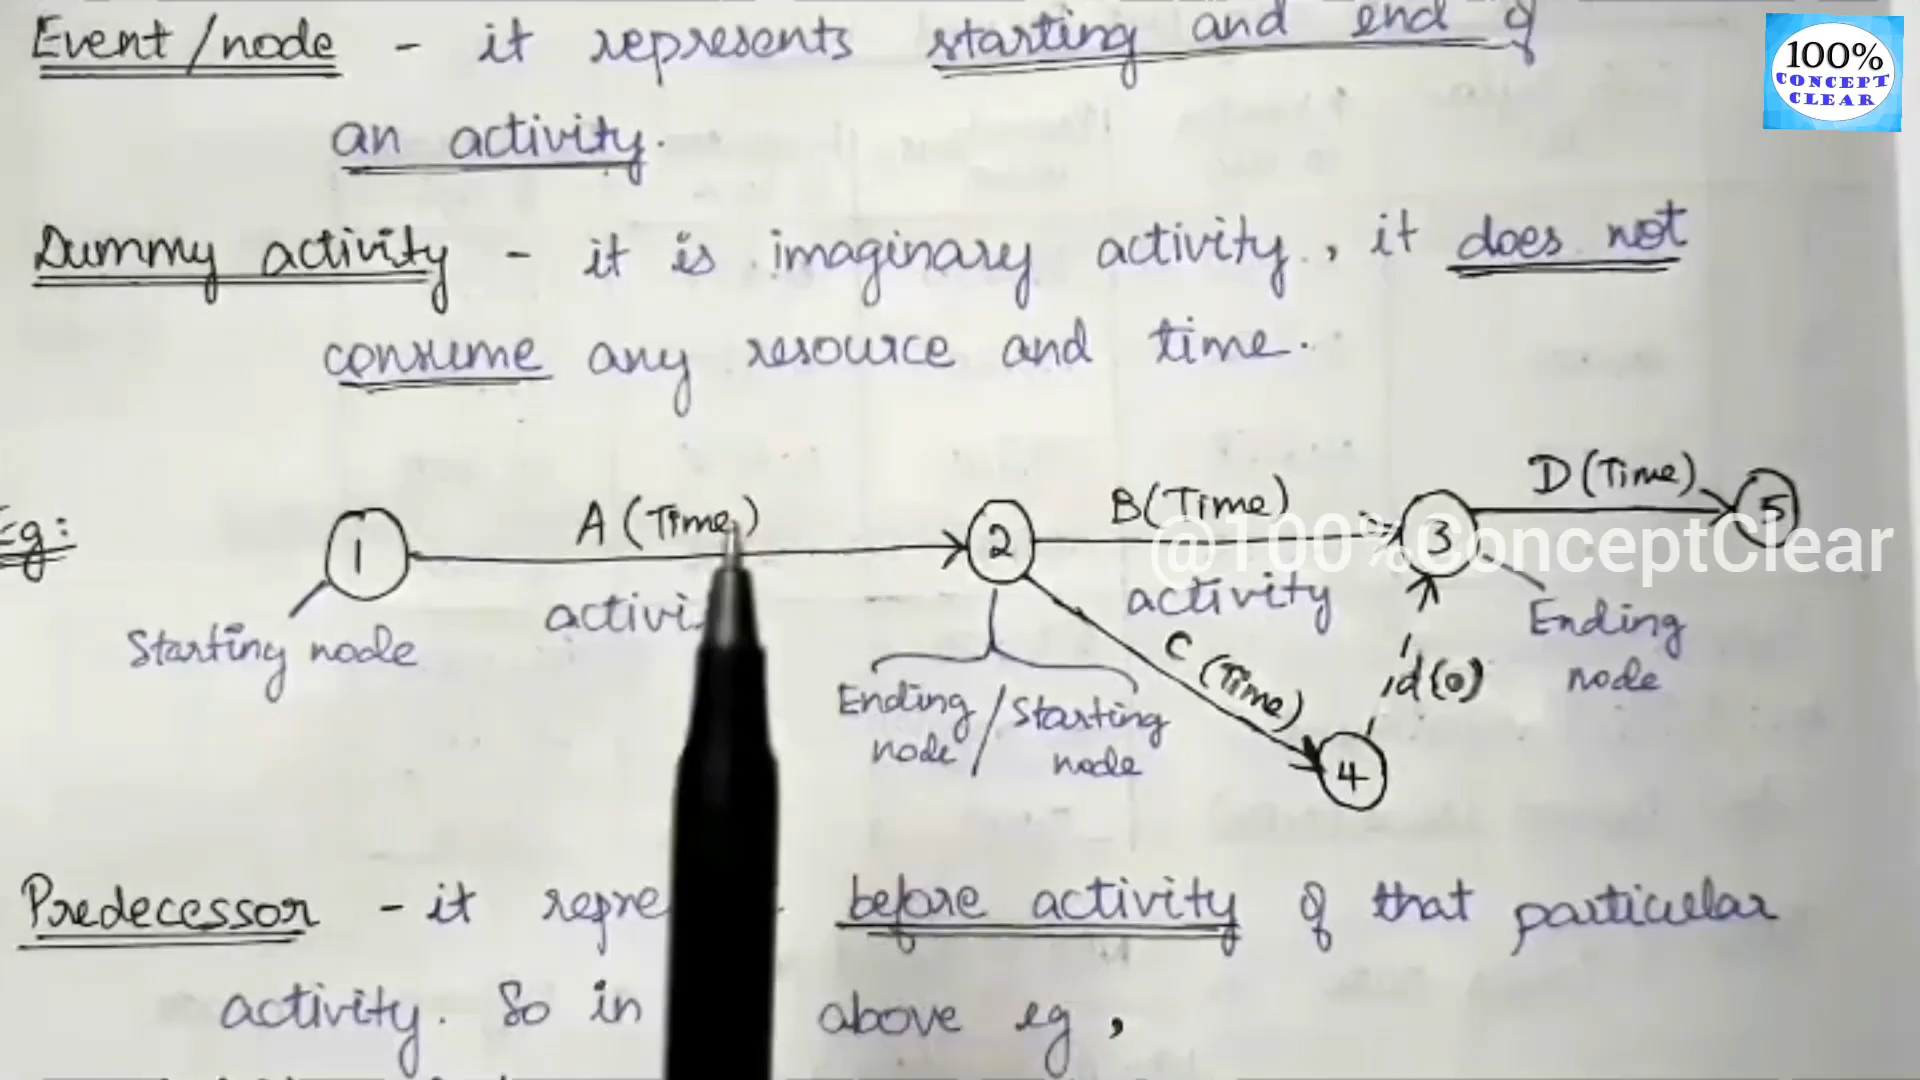 Event/node - it represents starting and end of
100%
CONCEPT
CLEAR
an activity.
Dummy activity - it is imaginary activity, it does not
consume any resource and time.
Eg:
1
A (Time)
2
B(Time)
3
D(Time)
5
@100%ConceptClear
activi
activity
Starting node
Ending node / Starting node
C (Time)
d(0)
4
Ending
node
Predecessor - it repre before activity of that particular
activity. So in above eg,